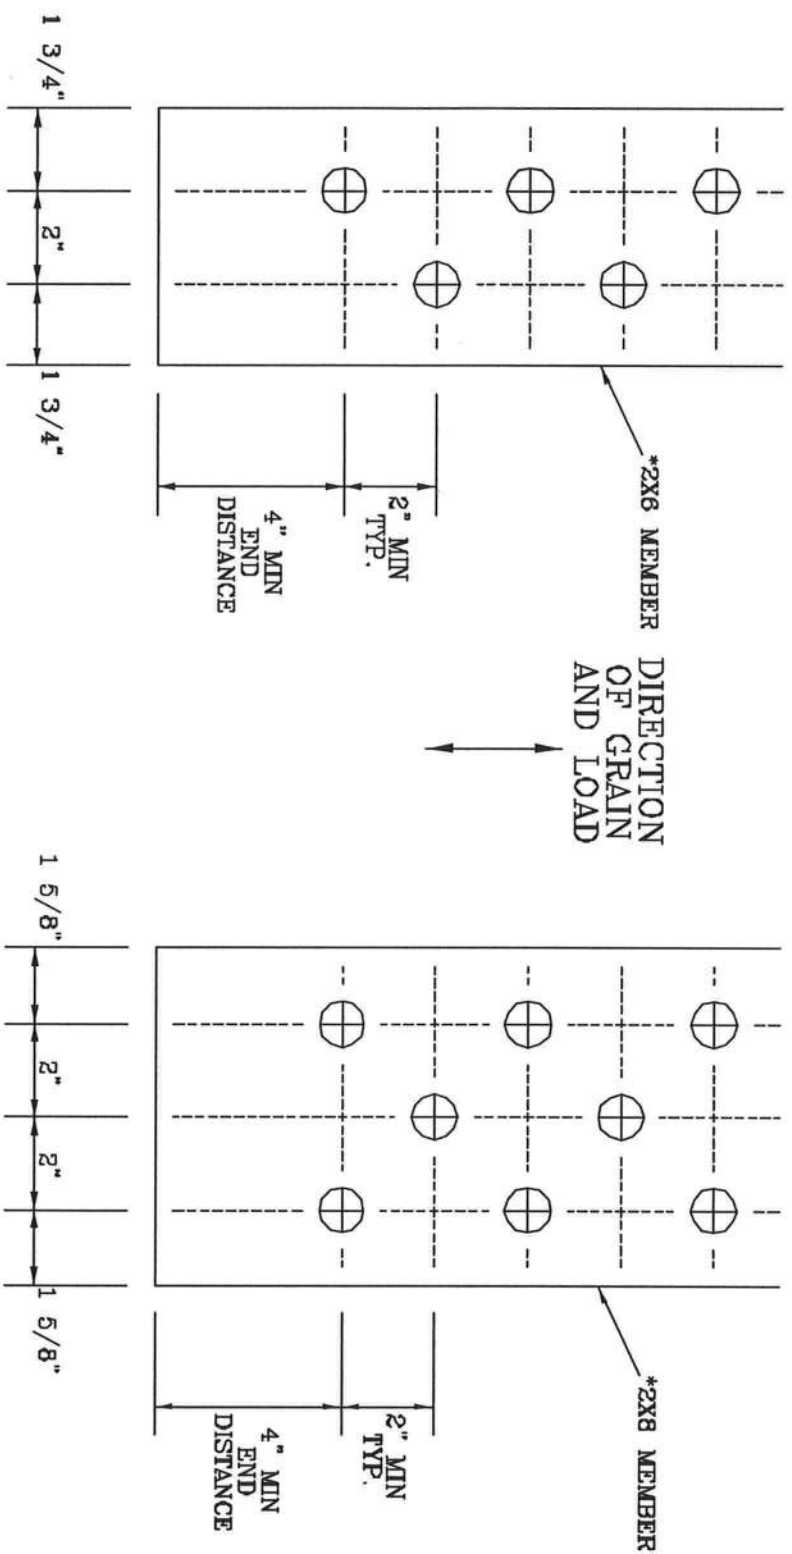 *2X6 MEMBER
DIRECTION
OF GRAIN
AND LOAD
*2X8 MEMBER
2" MIN
TYP.
4" MIN
END
DISTANCE
2" MIN
TYP.
4" MIN
END
DISTANCE
1 3/4"
2"
1 3/4"
1 5/8"
2"
2"
1 5/8"